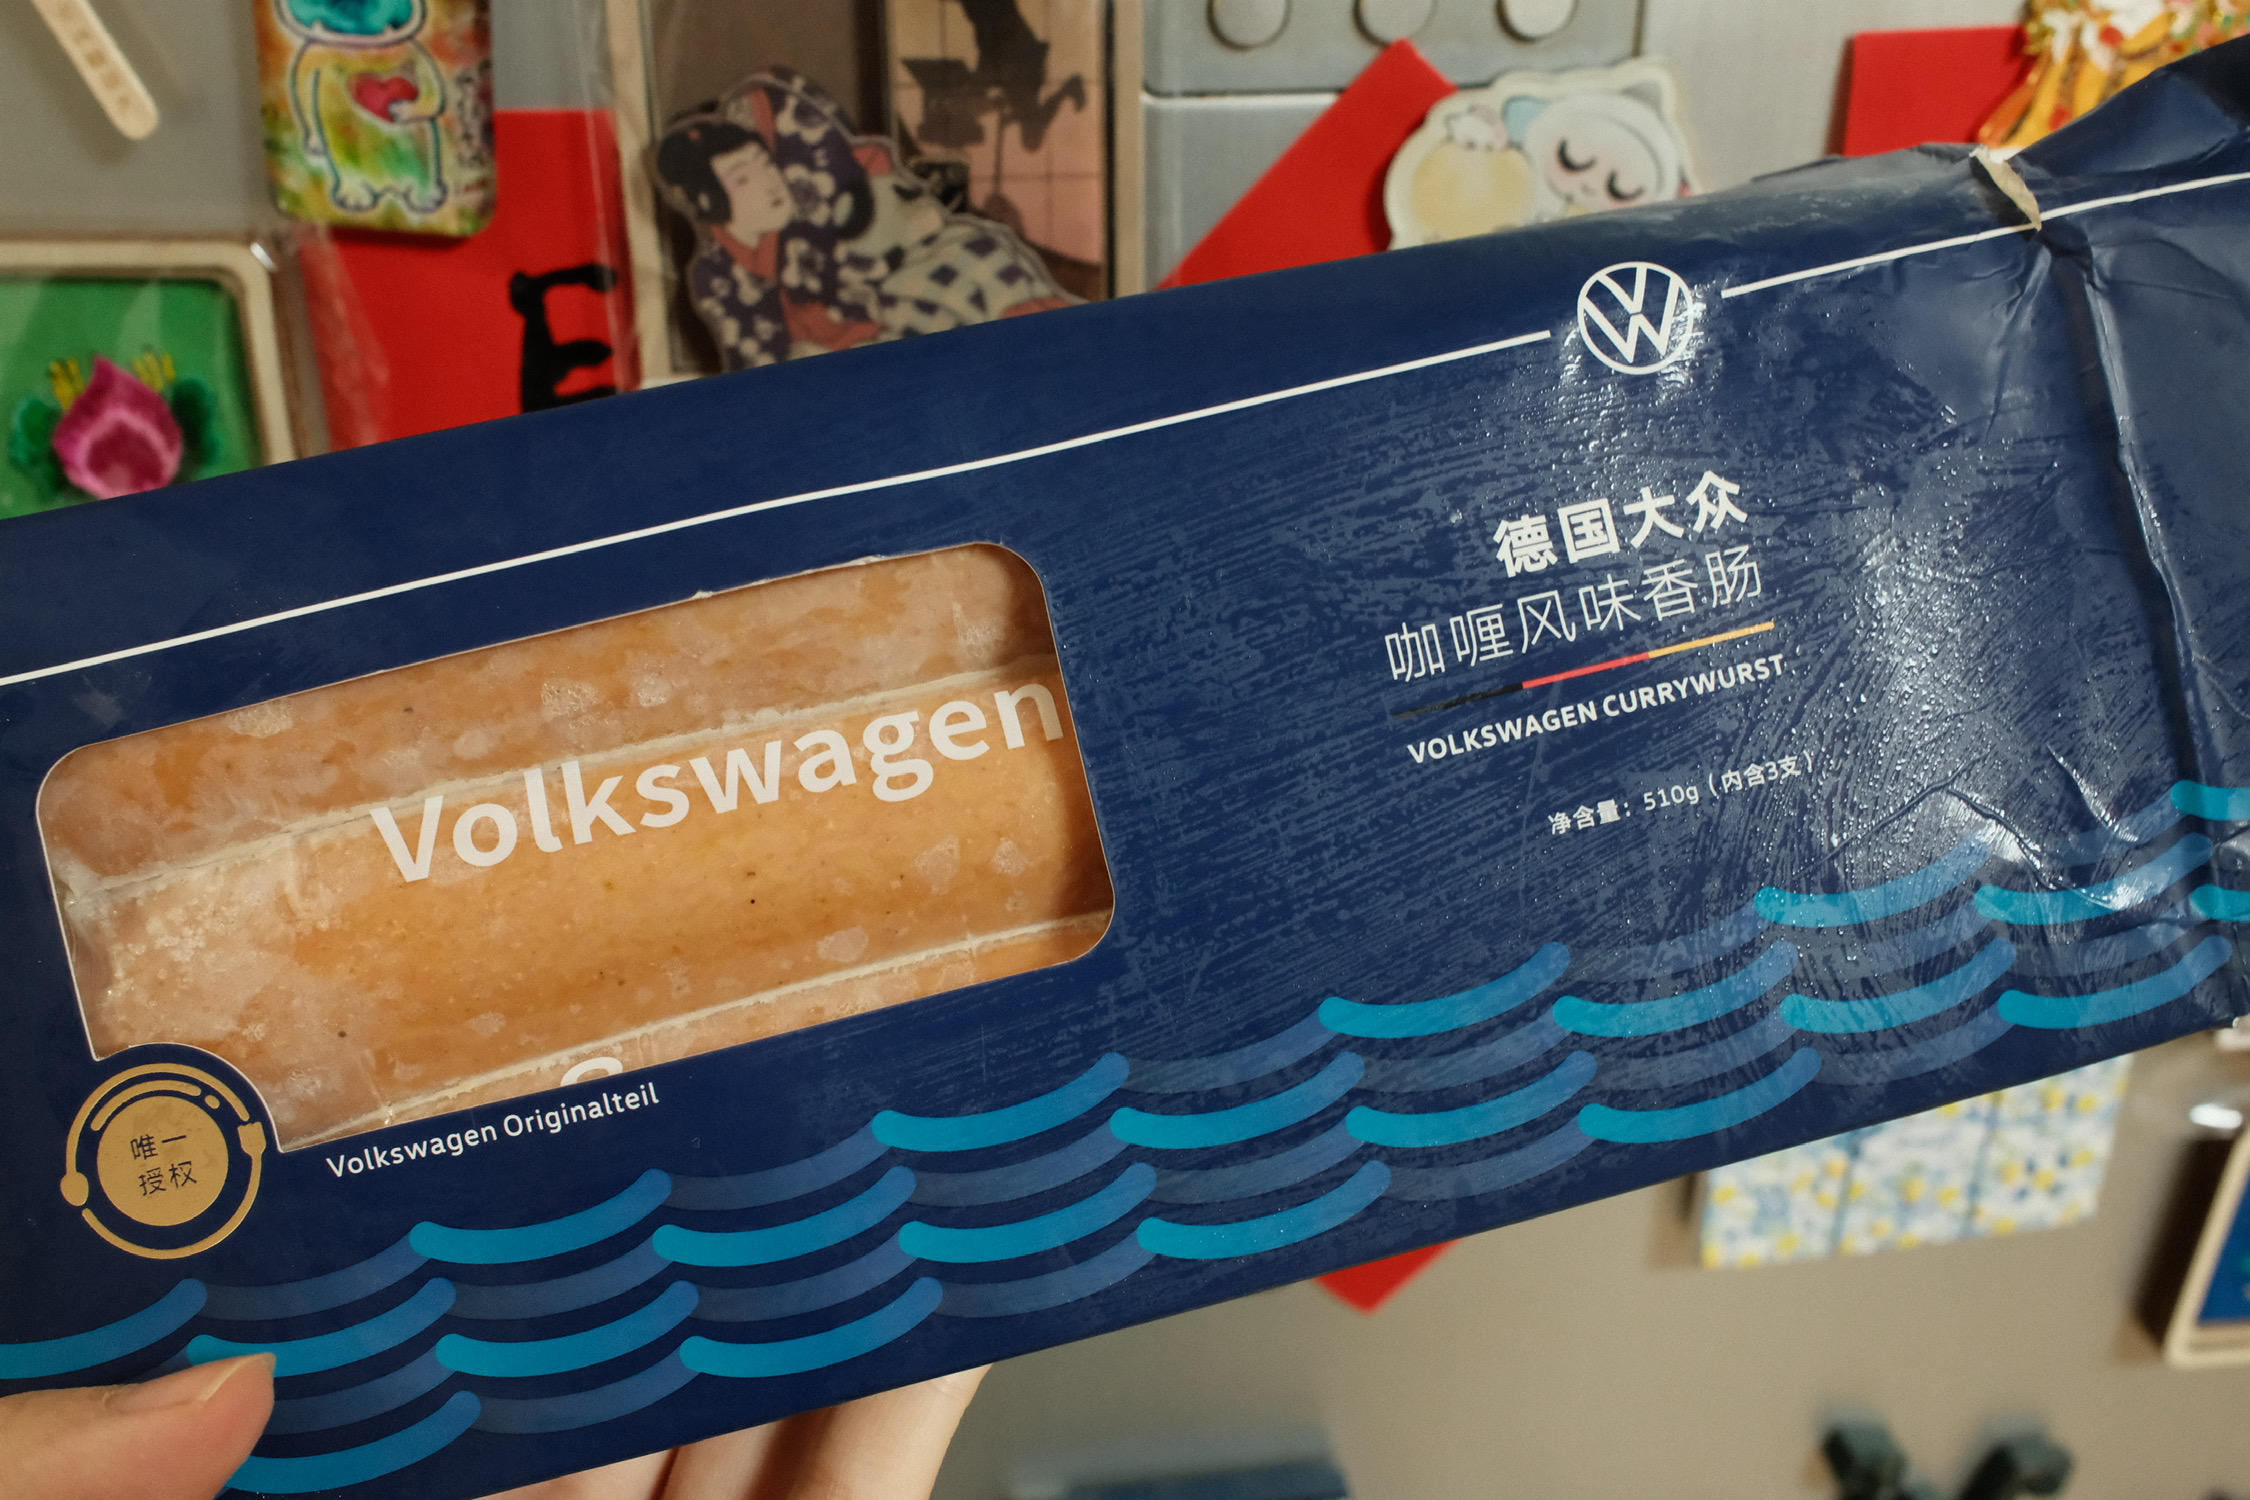 德国大众
咖喱风味香肠
VOLKSWAGEN CURRYWURST
净含量：510g（内含3支）
Volkswagen
Volkswagen Originalteil
唯一
授权